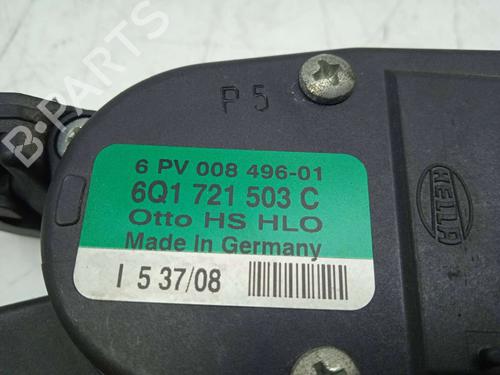 B-PARTS
P 5
6 PV 008 496-01
6Q1 721 503 C
Otto HS HLO
Made in Germany
I 5 37/08
HELLA